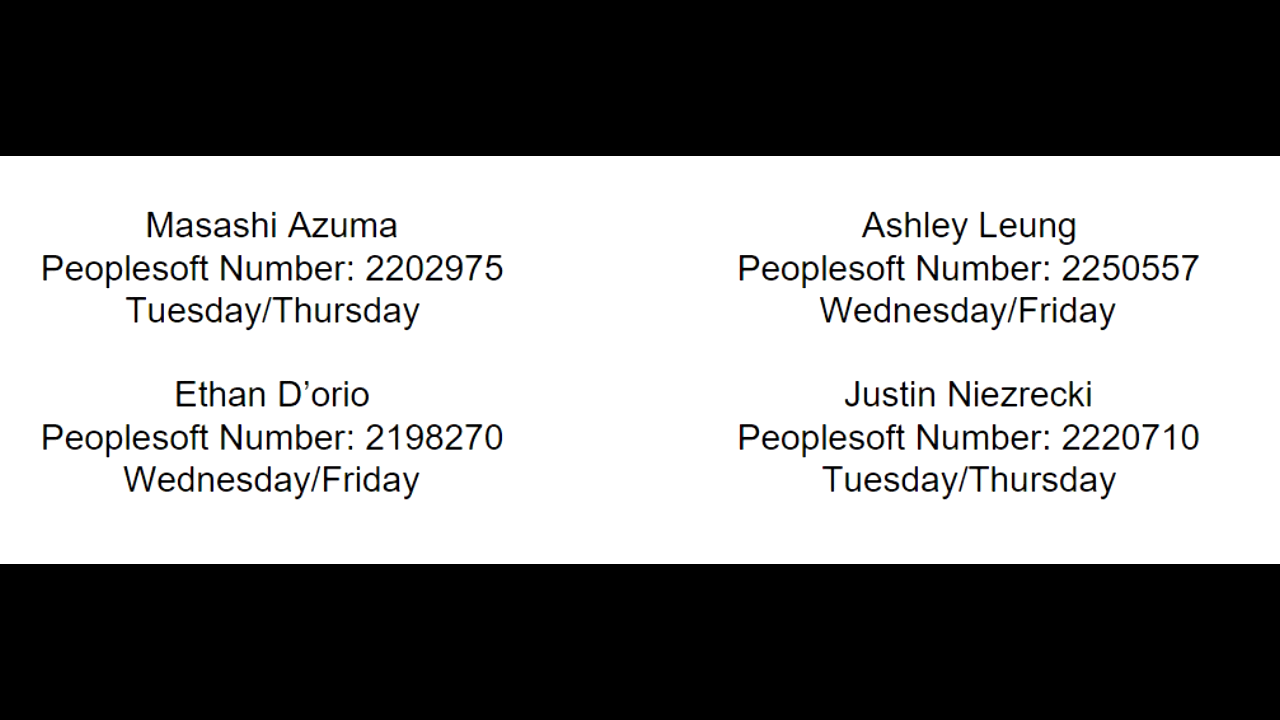 Masashi Azuma
Peoplesoft Number: 2202975
Tuesday/Thursday
Ashley Leung
Peoplesoft Number: 2250557
Wednesday/Friday
Ethan D’orio
Peoplesoft Number: 2198270
Wednesday/Friday
Justin Niezrecki
Peoplesoft Number: 2220710
Tuesday/Thursday